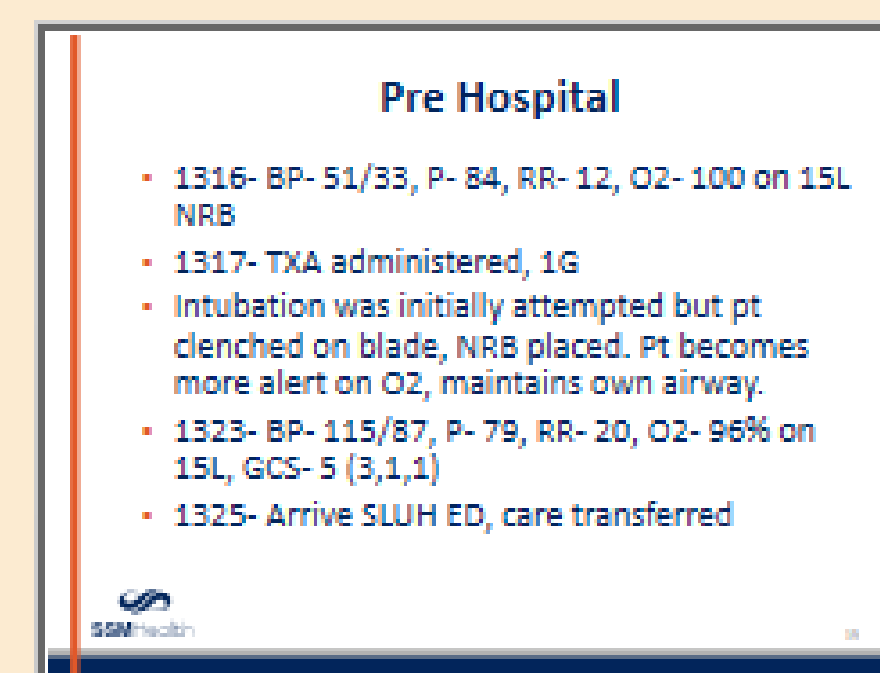 Pre Hospital
1316- BP- 51/33, P- 84, RR- 12, O2- 100 on 15L
NRB
1317- TXA administered, 1G
Intubation was initially attempted but pt
clenched on blade, NRB placed. Pt becomes
more alert on O2, maintains own airway.
1323- BP- 115/87, P- 79, RR- 20, O2- 96% on
15L, GCS- 5 (3,1,1)
1325- Arrive SLUH ED, care transferred
SSMHealth